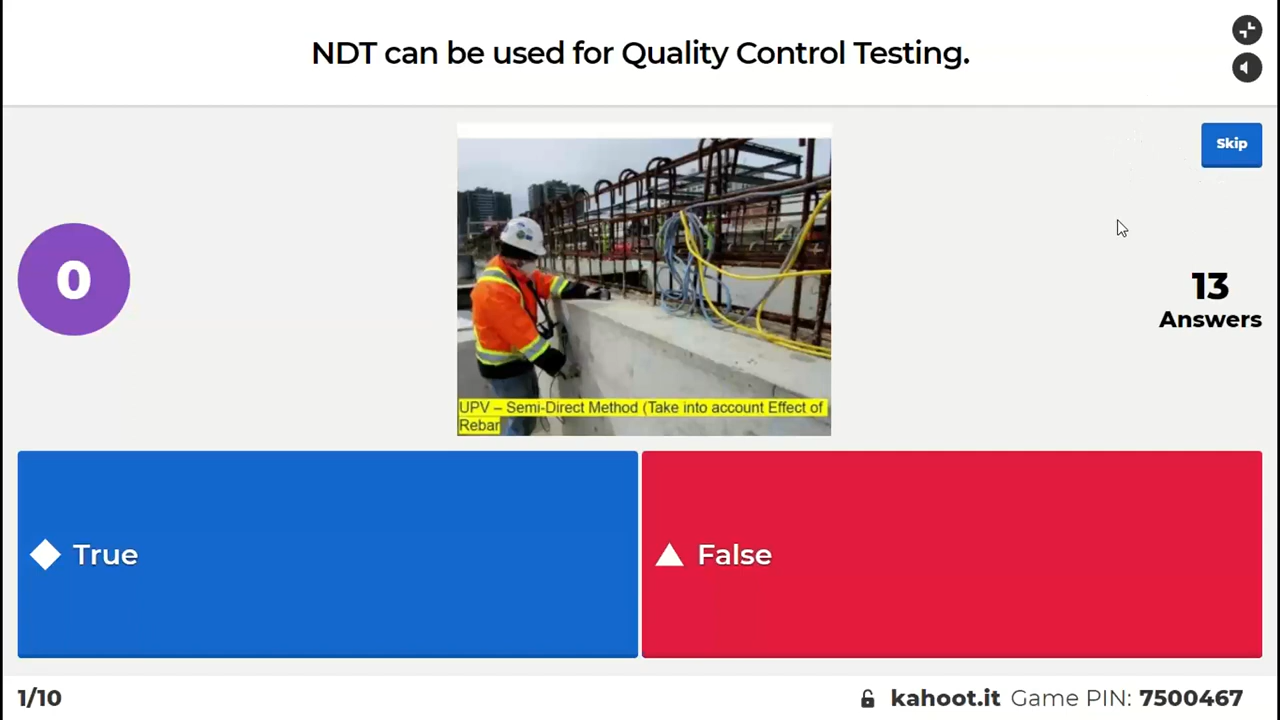 NDT can be used for Quality Control Testing.
Skip
0
13
Answers
UPV – Semi-Direct Method (Take into account Effect of
Rebar
True
False
1/10
kahoot.it Game PIN: 7500467